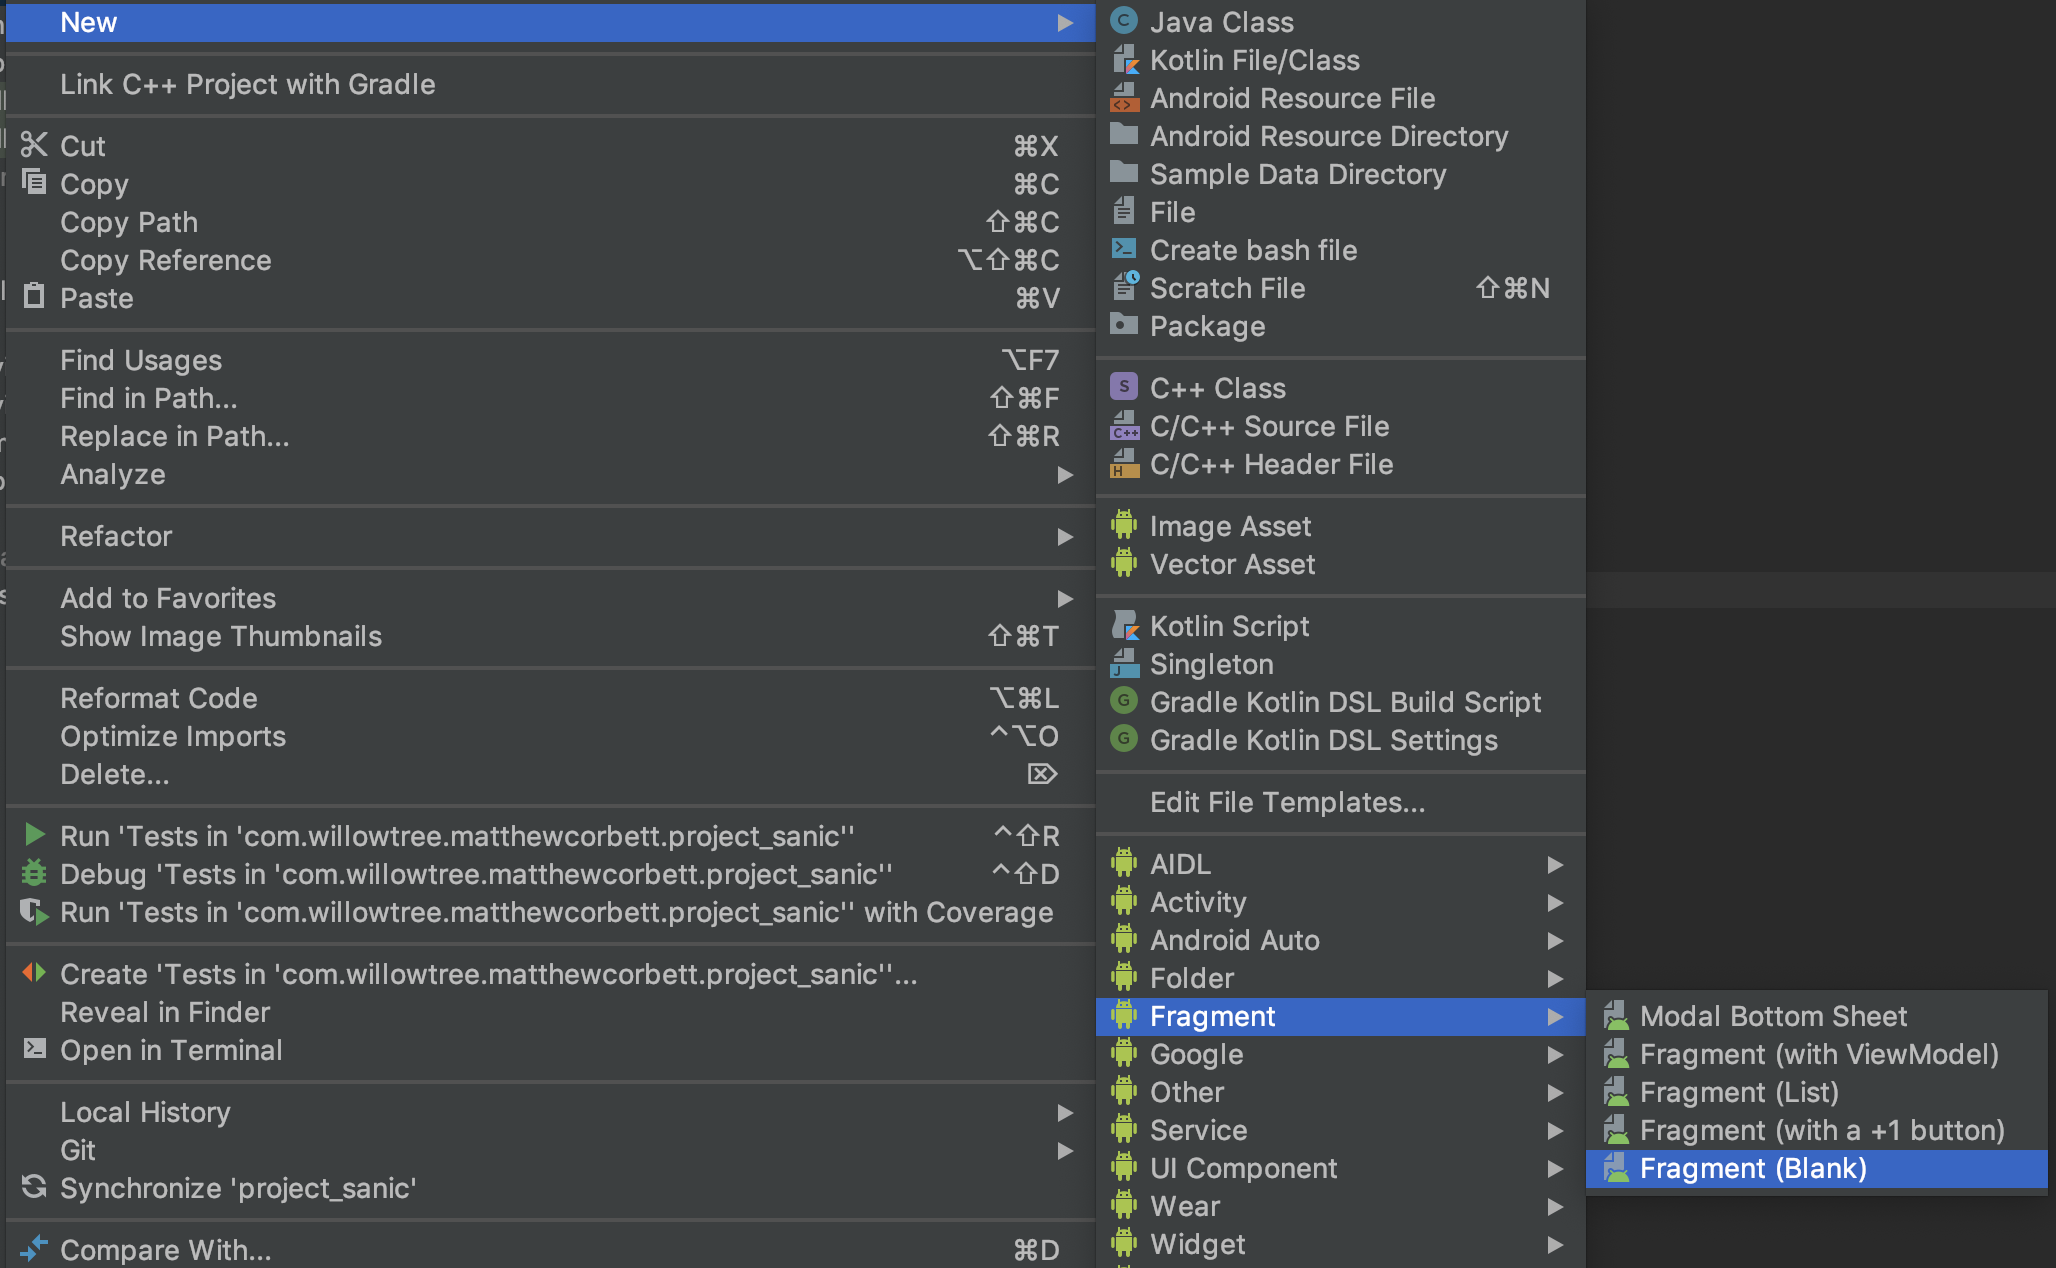 New
Link C++ Project with Gradle
Cut ⌘X
Copy ⌘C
Copy Path ⇧⌘C
Copy Reference ⌥⇧⌘C
Paste ⌘V
Find Usages ⌥F7
Find in Path... ⇧⌘F
Replace in Path... ⇧⌘R
Analyze
Refactor
Add to Favorites
Show Image Thumbnails ⇧⌘T
Reformat Code ⌥⌘L
Optimize Imports ^⌥O
Delete... ⌦
Run 'Tests in 'com.willowtree.matthewcorbett.project_sanic'' ^⇧R
Debug 'Tests in 'com.willowtree.matthewcorbett.project_sanic'' ^⇧D
Run 'Tests in 'com.willowtree.matthewcorbett.project_sanic'' with Coverage
Create 'Tests in 'com.willowtree.matthewcorbett.project_sanic''...
Reveal in Finder
Open in Terminal
Local History
Git
Synchronize 'project_sanic'
Compare With... ⌘D
Java Class
Kotlin File/Class
Android Resource File
Android Resource Directory
Sample Data Directory
File
Create bash file
Scratch File ⇧⌘N
Package
C++ Class
C/C++ Source File
C/C++ Header File
Image Asset
Vector Asset
Kotlin Script
Singleton
Gradle Kotlin DSL Build Script
Gradle Kotlin DSL Settings
Edit File Templates...
AIDL
Activity
Android Auto
Folder
Fragment
Google
Other
Service
UI Component
Wear
Widget
Modal Bottom Sheet
Fragment (with ViewModel)
Fragment (List)
Fragment (with a +1 button)
Fragment (Blank)